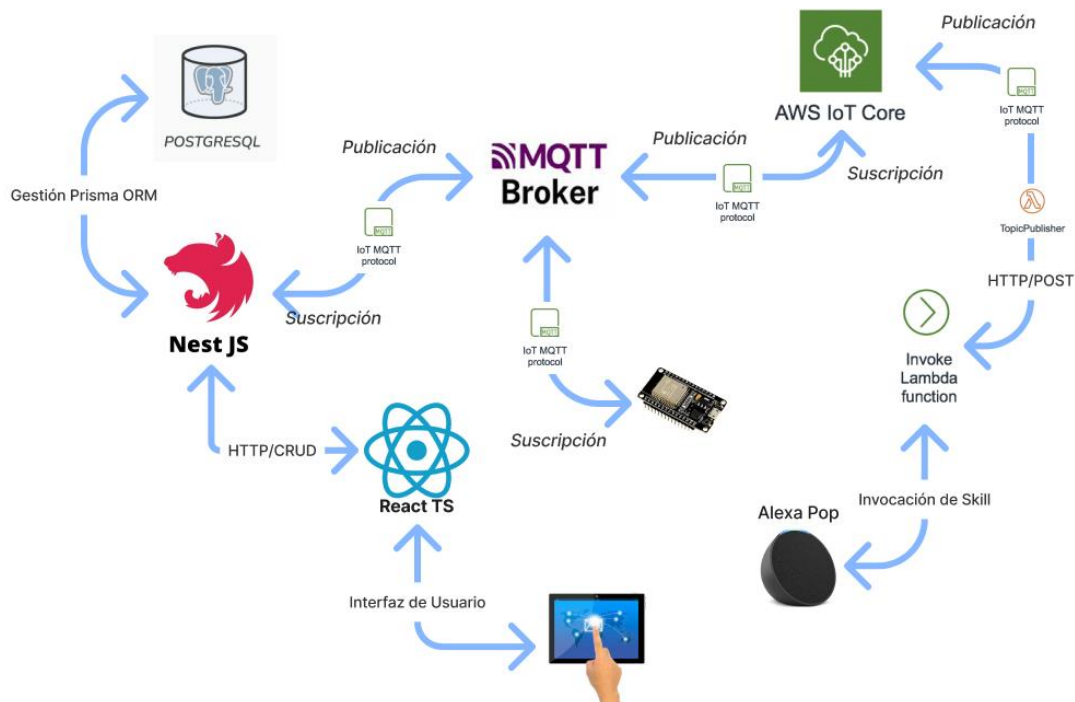 Publicación
POSTGRESQL
AWS IoT Core
IoT MQTT
protocol
Publicación
MQTT
Broker
Publicación
Suscripción
IoT MQTT
protocol
Gestión Prisma ORM
IoT MQTT
protocol
TopicPublisher
Suscripción
HTTP/POST
Nest JS
IoT MQTT
protocol
Invoke
Lambda
function
HTTP/CRUD
Suscripción
React TS
Invocación de Skill
Alexa Pop
Interfaz de Usuario